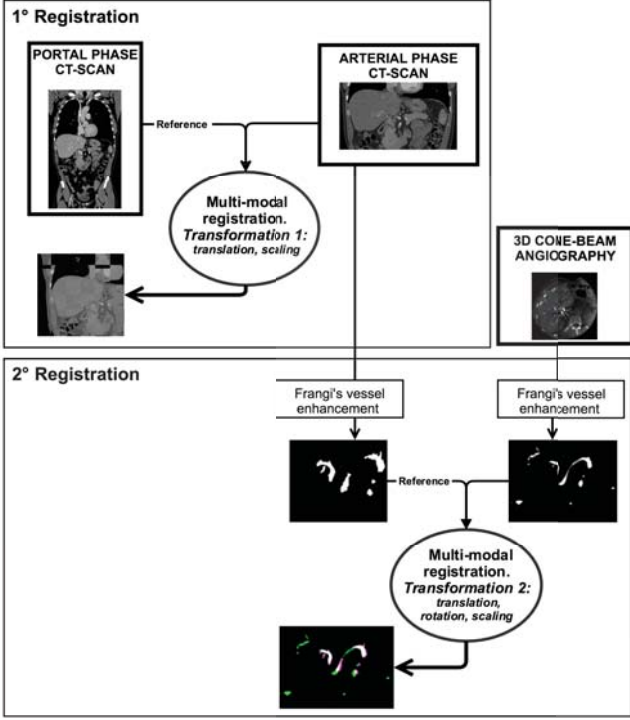 1° Registration
PORTAL PHASE
CT-SCAN
ARTERIAL PHASE
CT-SCAN
Reference
Multi-modal
registration.
Transformation 1:
translation, scaling
3D CONE-BEAM
ANGIOGRAPHY
2° Registration
Frangi's vessel
enhancement
Frangi's vessel
enhancement
Reference
Multi-modal
registration.
Transformation 2:
translation,
rotation, scaling